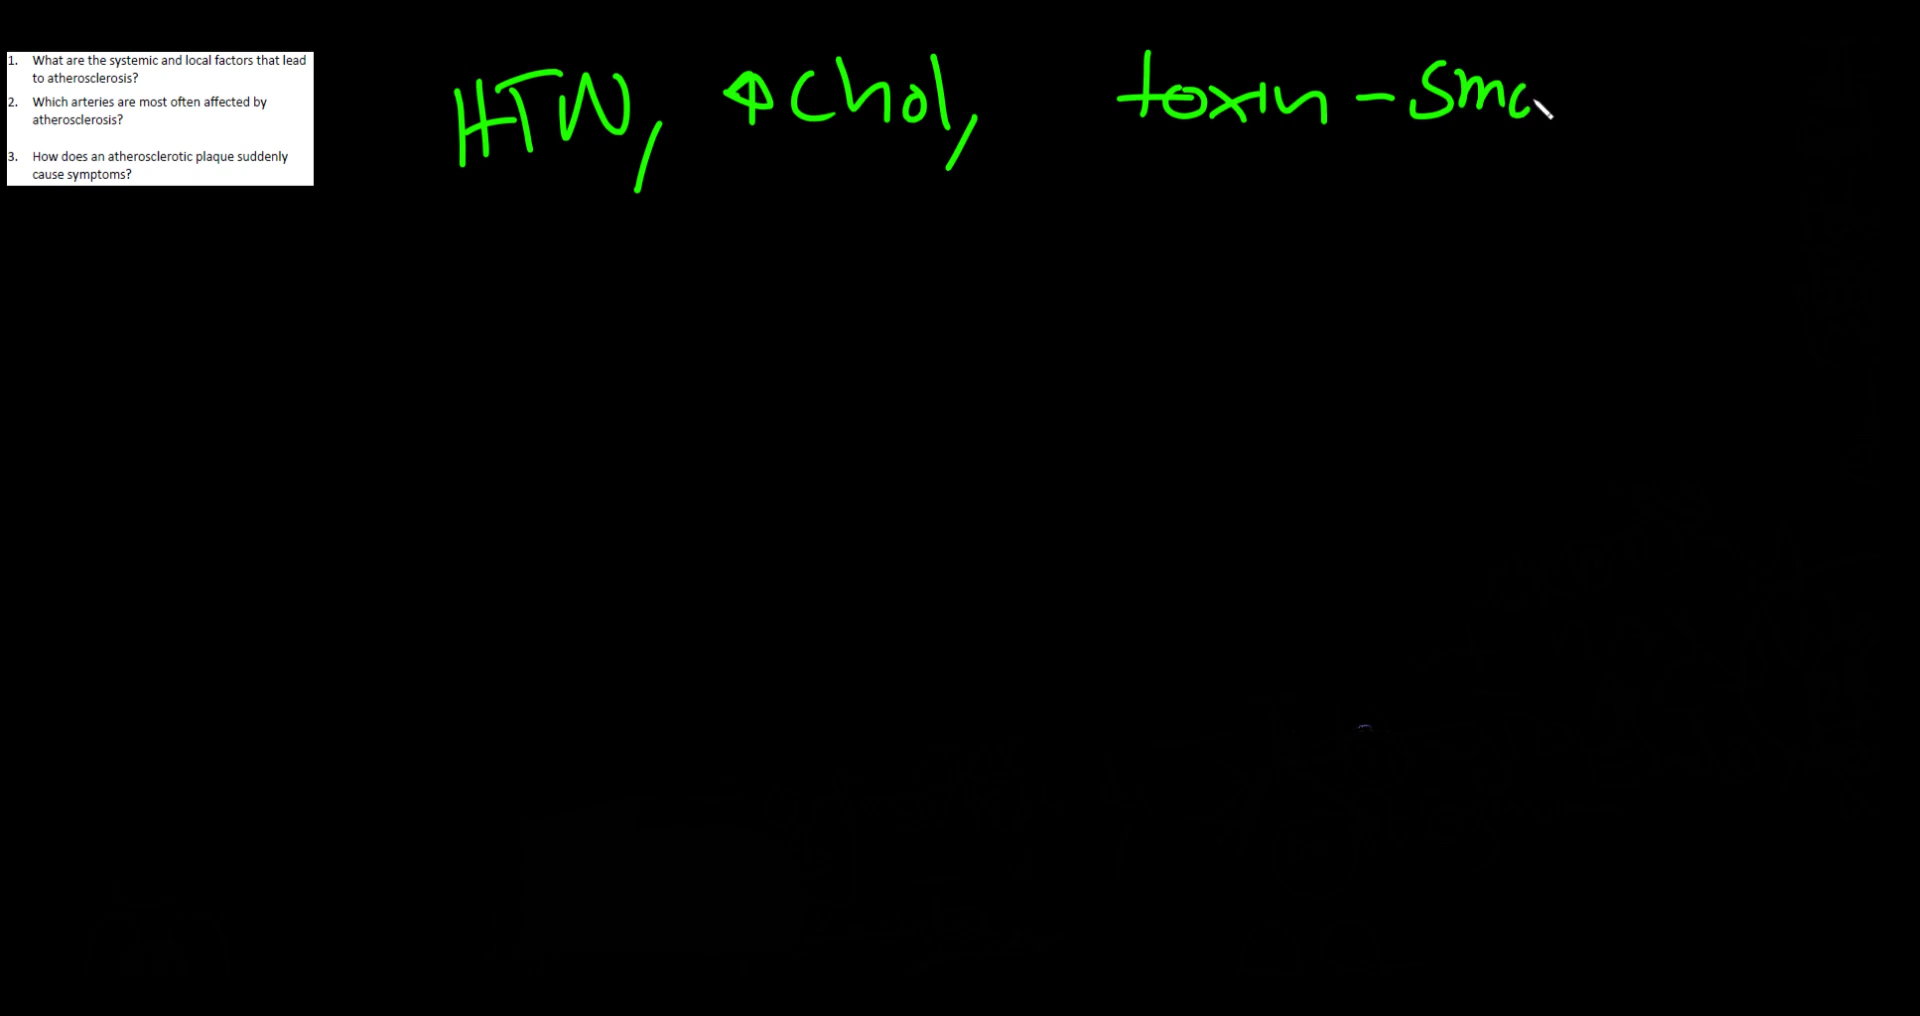 1. What are the systemic and local factors that lead
to atherosclerosis?
2. Which arteries are most often affected by
atherosclerosis?
3. How does an atherosclerotic plaque suddenly
cause symptoms?
HTN, ↑Chol, toxin - Smo